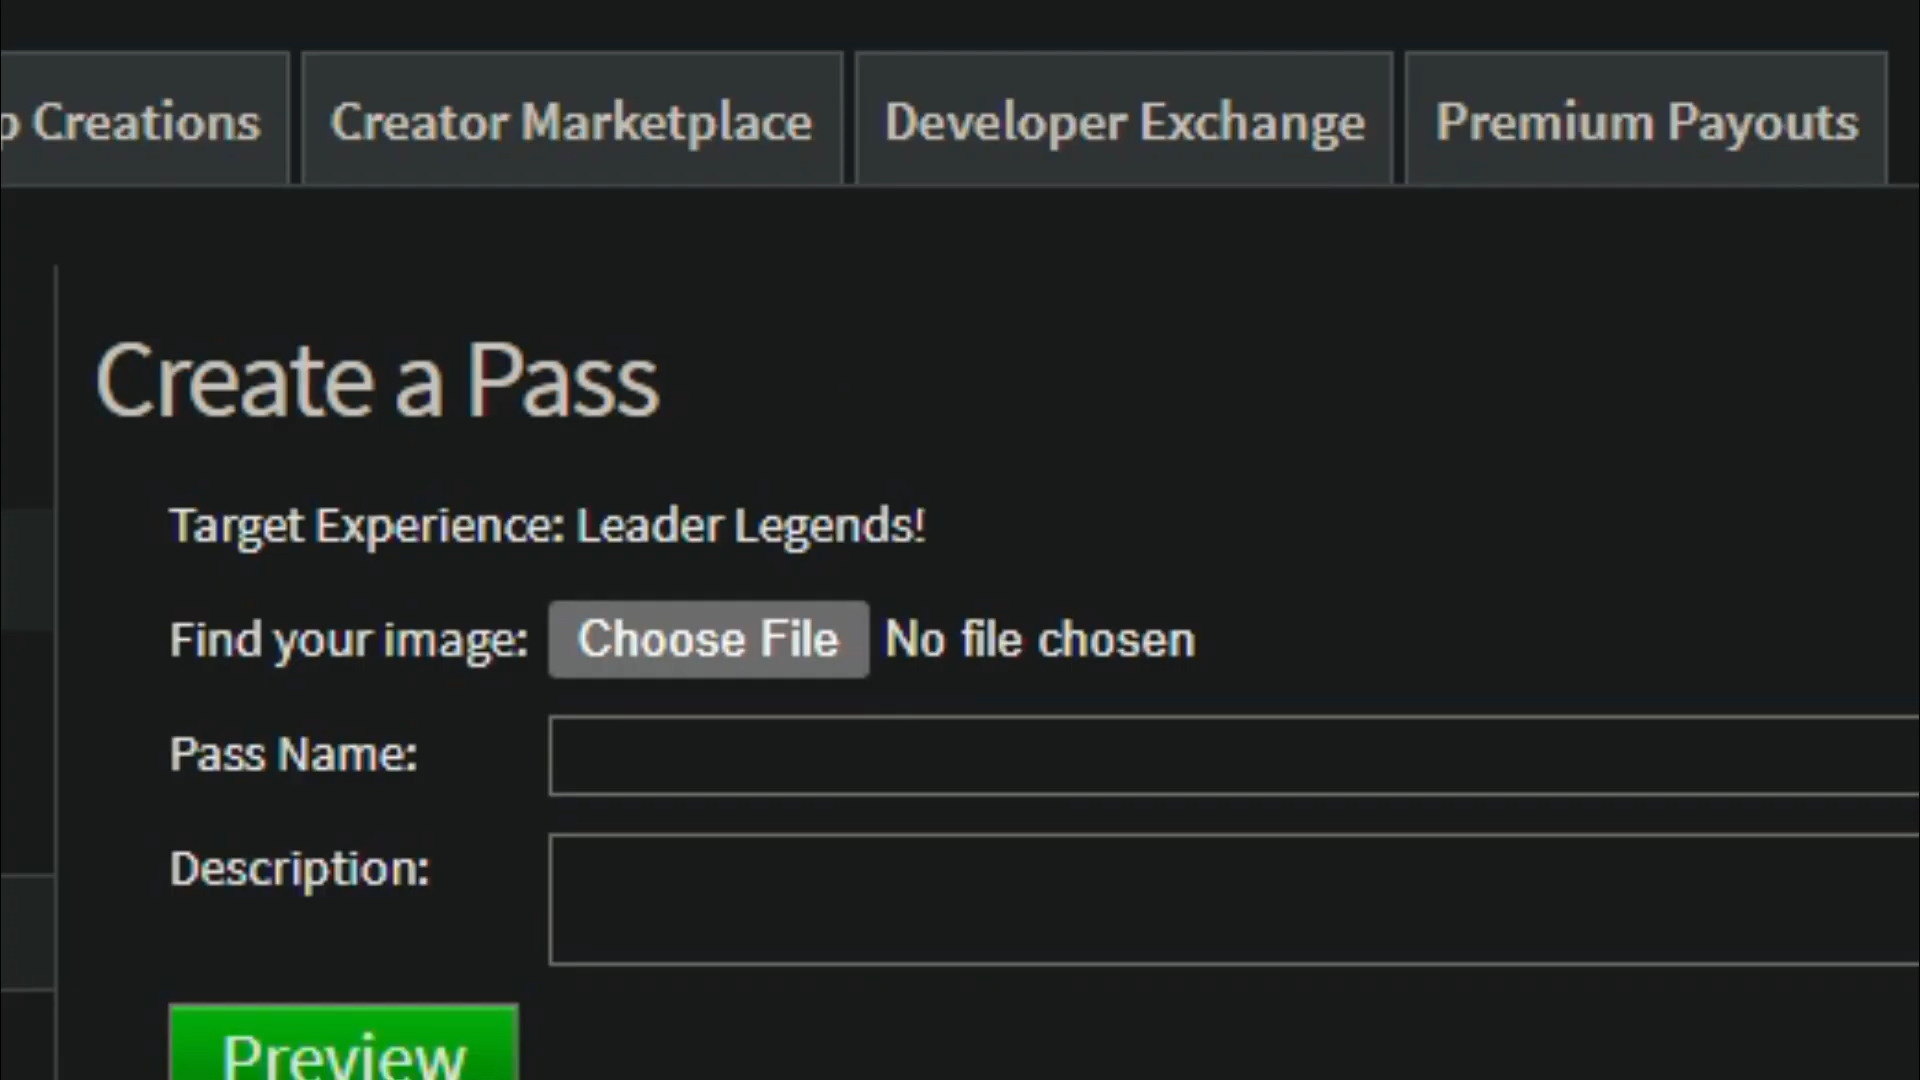 Creations
Creator Marketplace
Developer Exchange
Premium Payouts
Create a Pass
Target Experience: Leader Legends!
Find your image: Choose File No file chosen
Pass Name:
Description:
Preview